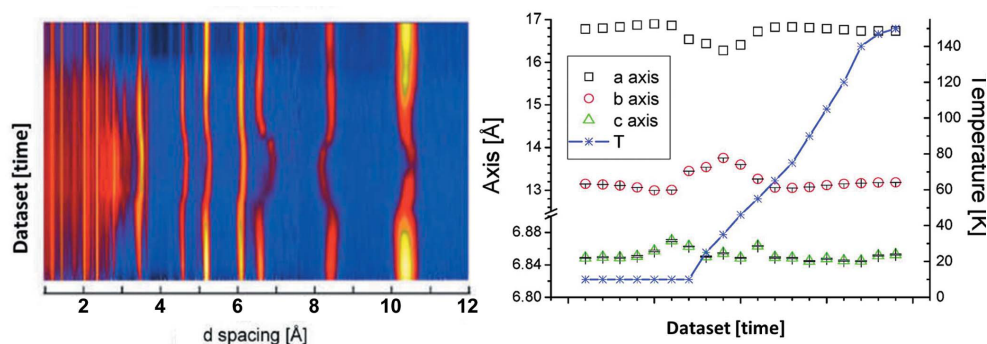 Dataset [time]
2 4 6 8 10 12
d spacing [Å]
17
16
15
14
13
6.88
6.84
6.80
Axis [Å]
a axis
b axis
c axis
T
140
120
100
80
60
40
20
0
Temperature [K]
Dataset [time]